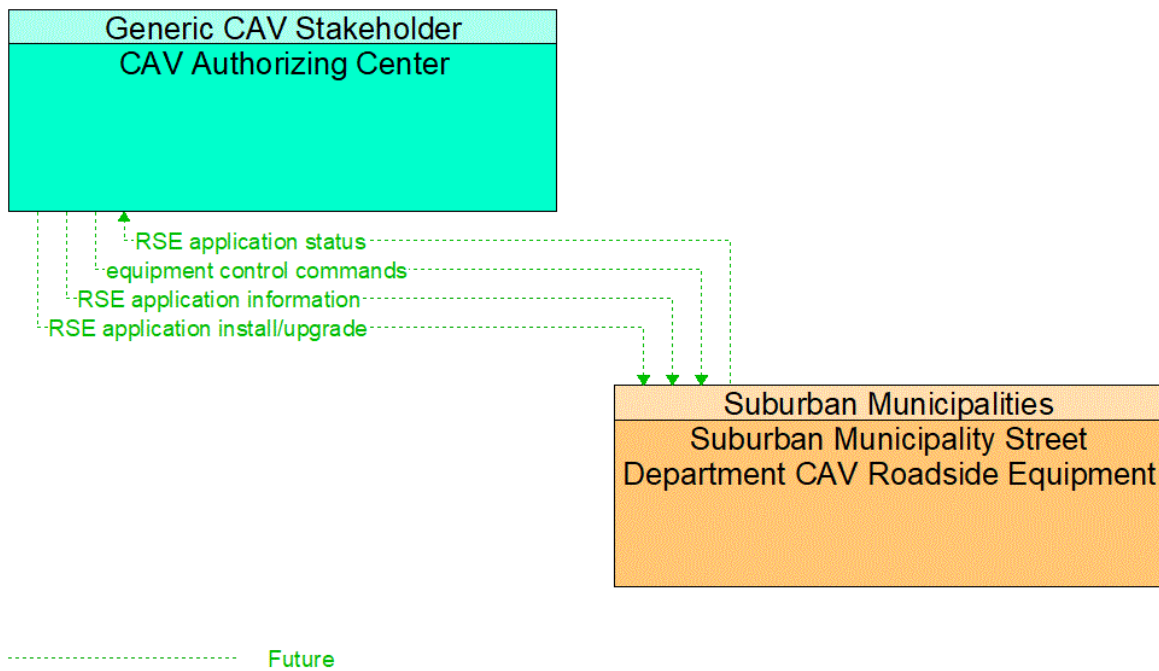 Generic CAV Stakeholder
CAV Authorizing Center
RSE application status
equipment control commands
RSE application information
RSE application install/upgrade
Suburban Municipalities
Suburban Municipality Street
Department CAV Roadside Equipment
Future